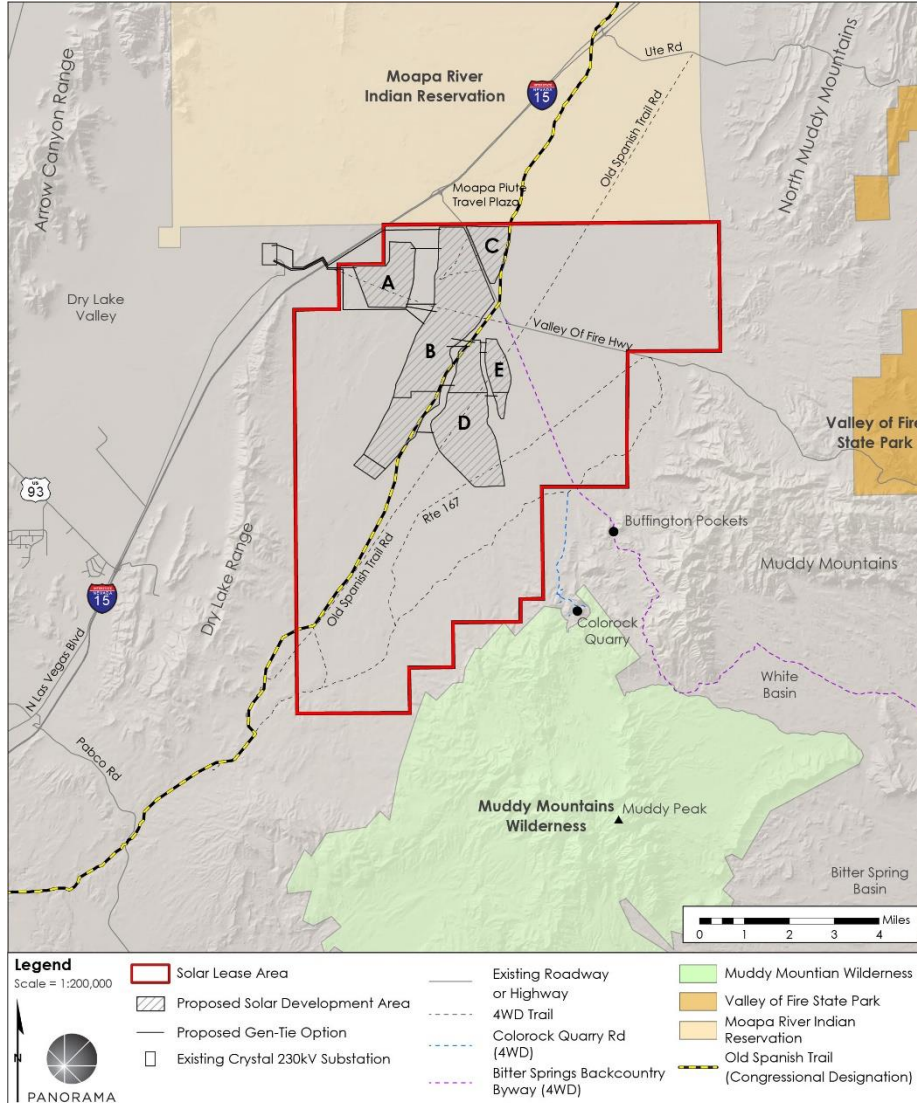 Arrow Canyon Range
Moapa River
Indian Reservation
INTERSTATE
NEVADA
15
Ute Rd
North Muddy Mountains
Old Spanish Trail Rd
Moapa Piute
Travel Plaza
Dry Lake
Valley
A
C
B
E
D
Valley Of Fire Hwy
Valley of Fire
State Park
US
93
Dry Lake Range
Rte 167
Buffington Pockets
Muddy Mountains
INTERSTATE
NEVADA
15
Old Spanish Trail Rd
Colorock
Quarry
N Las Vegas Blvd
White
Basin
Pabco Rd
Muddy Mountains
Wilderness
Muddy Peak
Bitter Spring
Basin
Miles
0 1 2 3 4
Legend
Scale = 1:200,000
N
PANORAMA
Solar Lease Area
Proposed Solar Development Area
Proposed Gen-Tie Option
Existing Crystal 230kV Substation
Existing Roadway
or Highway
4WD Trail
Colorock Quarry Rd
(4WD)
Bitter Springs Backcountry
Byway (4WD)
Muddy Mountian Wilderness
Valley of Fire State Park
Moapa River Indian
Reservation
Old Spanish Trail
(Congressional Designation)